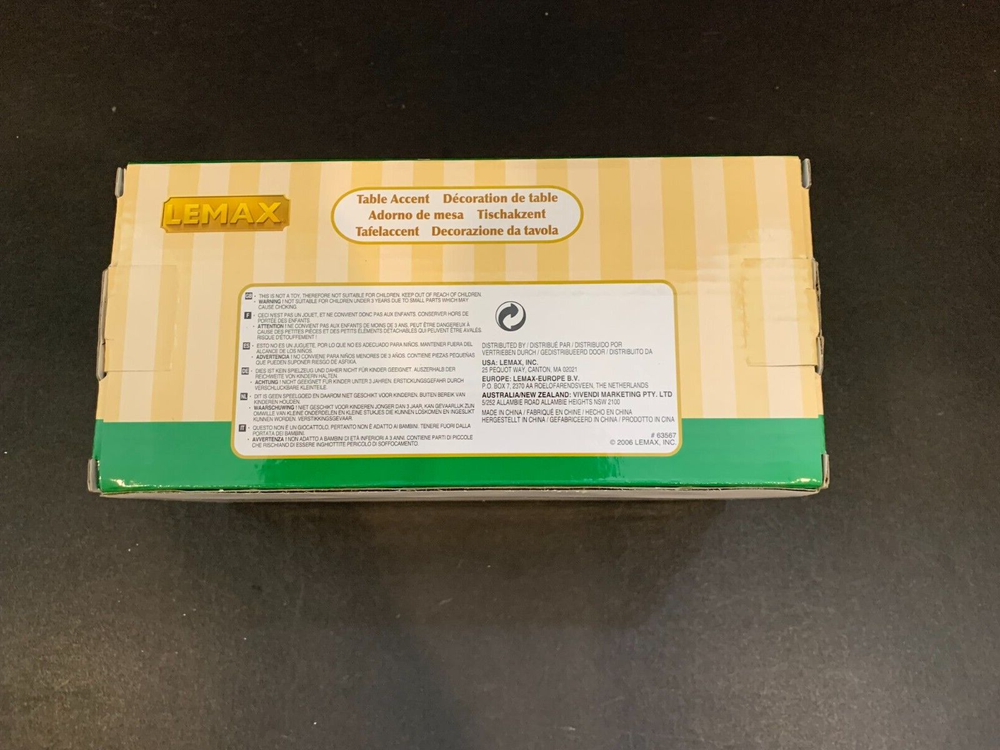 LEMAX
Table Accent Décoration de table
Adorno de mesa Tischakzent
Tafelaccent Decorazione da tavola
GB - THIS IS NOT A TOY, THEREFORE NOT SUITABLE FOR CHILDREN. KEEP OUT OF REACH OF CHILDREN.
- WARNING ! NOT SUITABLE FOR CHILDREN UNDER 3 YEARS DUE TO SMALL PARTS WHICH MAY
CAUSE CHOKING.
F - CECI N'EST PAS UN JOUET, ET NE CONVIENT DONC PAS AUX ENFANTS. CONSERVER HORS DE
PORTÉE DES ENFANTS.
- ATTENTION ! NE CONVIENT PAS AUX ENFANTS DE MOINS DE 3 ANS, PEUT ÊTRE DANGEREUX À
CAUSE DE PETITES PIÈCES ET DES PETITS ÉLÉMENTS DÉTACHABLES QUI PEUVENT ÊTRE AVALÉS.
RISQUE D'ÉTOUFFEMENT !
ES - ESTO NO ES UN JUGUETE, POR LO QUE NO ES ADECUADO PARA NIÑOS. MANTENER FUERA DEL
ALCANCE DE LOS NIÑOS.
- ADVERTENCIA ! NO CONVIENE PARA NIÑOS MENORES DE 3 AÑOS. CONTIENE PIEZAS PEQUEÑAS
QUE PUEDEN SUPONER RIESGO DE ASFIXIA.
DE - DIES IST KEIN SPIELZEUG UND DAHER NICHT FÜR KINDER GEEIGNET. AUSZERHALB DER
REICHWEITE VON KINDERN HALTEN.
- ACHTUNG ! NICHT GEEIGNET FÜR KINDER UNTER 3 JAHREN. ERSTICKUNGSGEFAHR DURCH
VERSCHLUCKBARE KLEINTEILE.
NL - DIT IS GEEN SPEELGOED EN DAAROM NIET GESCHIKT VOOR KINDEREN. BUITEN BEREIK VAN
KINDEREN HOUDEN.
- WAARSCHUWING ! NIET GESCHIKT VOOR KINDEREN JONGER DAN 3 JAAR, KAN GEVAARLIJK ZIJN
OMWILLE VAN KLEINE ONDERDELEN EN KLEINE STUKJES DIE KUNNEN LOSKOMEN EN INGESLIKT
KUNNEN WORDEN. VERSTIKKINGSGEVAAR.
IT - QUESTO NON È UN GIOCATTOLO, PERTANTO NON È ADATTO AI BAMBINI. TENERE FUORI DALLA
PORTATA DEI BAMBINI.
- AVVERTENZA ! NON ADATTO A BAMBINI DI ETÀ INFERIOR A 3 ANNI. CONTIENE PARTI DI PICCOLE
CHE RISCHIANO DI ESSERE INGHIOTTITE PERICOLO DI SOFFOCAMENTO.
DISTRIBUTED BY / DISTRIBUÉ PAR / DISTRIBUIDO POR
VERTRIEBEN DURCH / GEDISTRIBUEERD DOOR / DISTRIBUITO DA
USA: LEMAX, INC.
25 PEQUOT WAY, CANTON, MA 02021
EUROPE: LEMAX-EUROPE B.V.
P.O. BOX 7, 2370 AA ROELOFARENDSVEEN, THE NETHERLANDS
AUSTRALIA/NEW ZEALAND: VIVENDI MARKETING PTY. LTD
5/252 ALLAMBIE ROAD ALLAMBIE HEIGHTS NSW 2100
MADE IN CHINA / FABRIQUÉ EN CHINE / HECHO EN CHINA
HERGESTELLT IN CHINA / GEFABRICEERD IN CHINA / PRODOTTO IN CINA
# 63567
© 2006 LEMAX, INC.